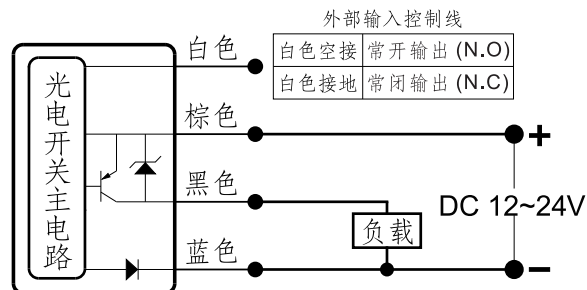 外部输入控制线
白色
白色空接 常开输出 (N.O)
白色接地 常闭输出 (N.C)
光电开关主电路
棕色
+
黑色
DC 12~24V
负载
蓝色
−